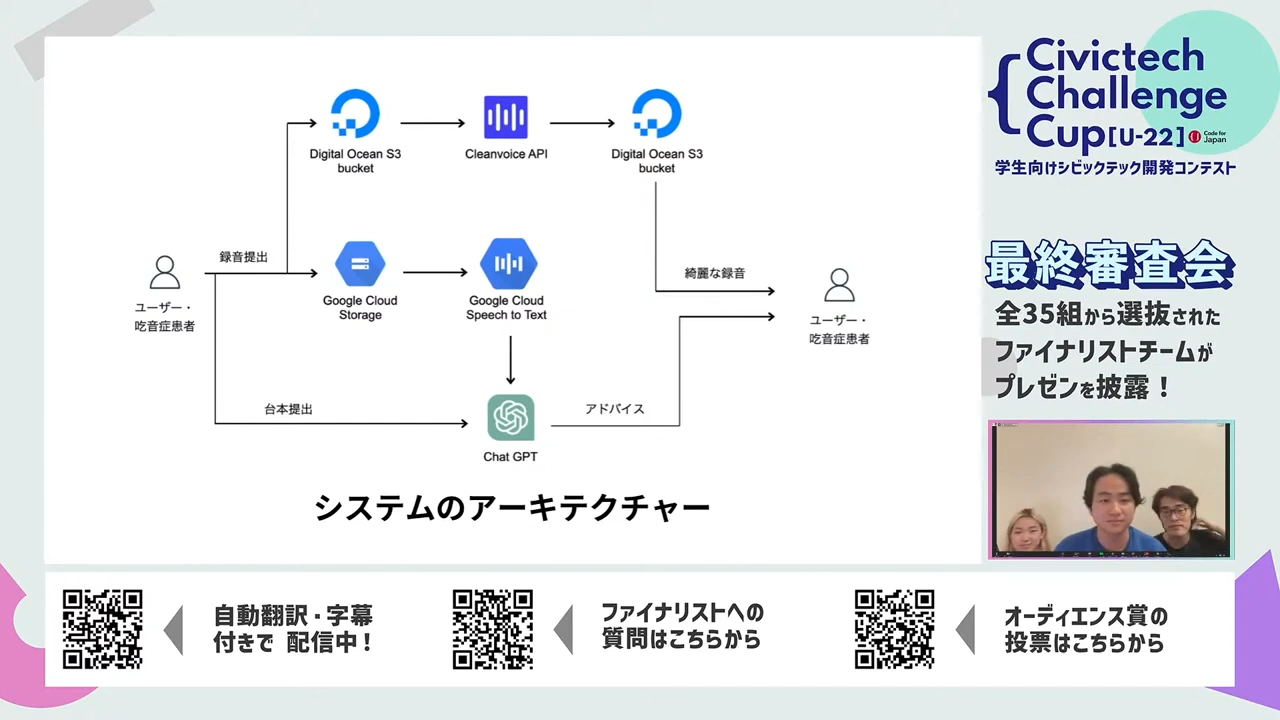 Digital Ocean S3
bucket
Cleanvoice API
Digital Ocean S3
bucket
録音提出
ユーザー・
吃音症患者
Google Cloud
Storage
Google Cloud
Speech to Text
綺麗な録音
ユーザー・
吃音症患者
台本提出
アドバイス
Chat GPT
システムのアーキテクチャー
Civictech
Challenge
Cup[U-22]
Code for
Japan
学生向けシビックテック開発コンテスト
最終審査会
全35組から選抜された
ファイナリストチームが
プレゼンを披露！
自動翻訳・字幕
付きで 配信中！
ファイナリストへの
質問はこちらから
オーディエンス賞の
投票はこちらから